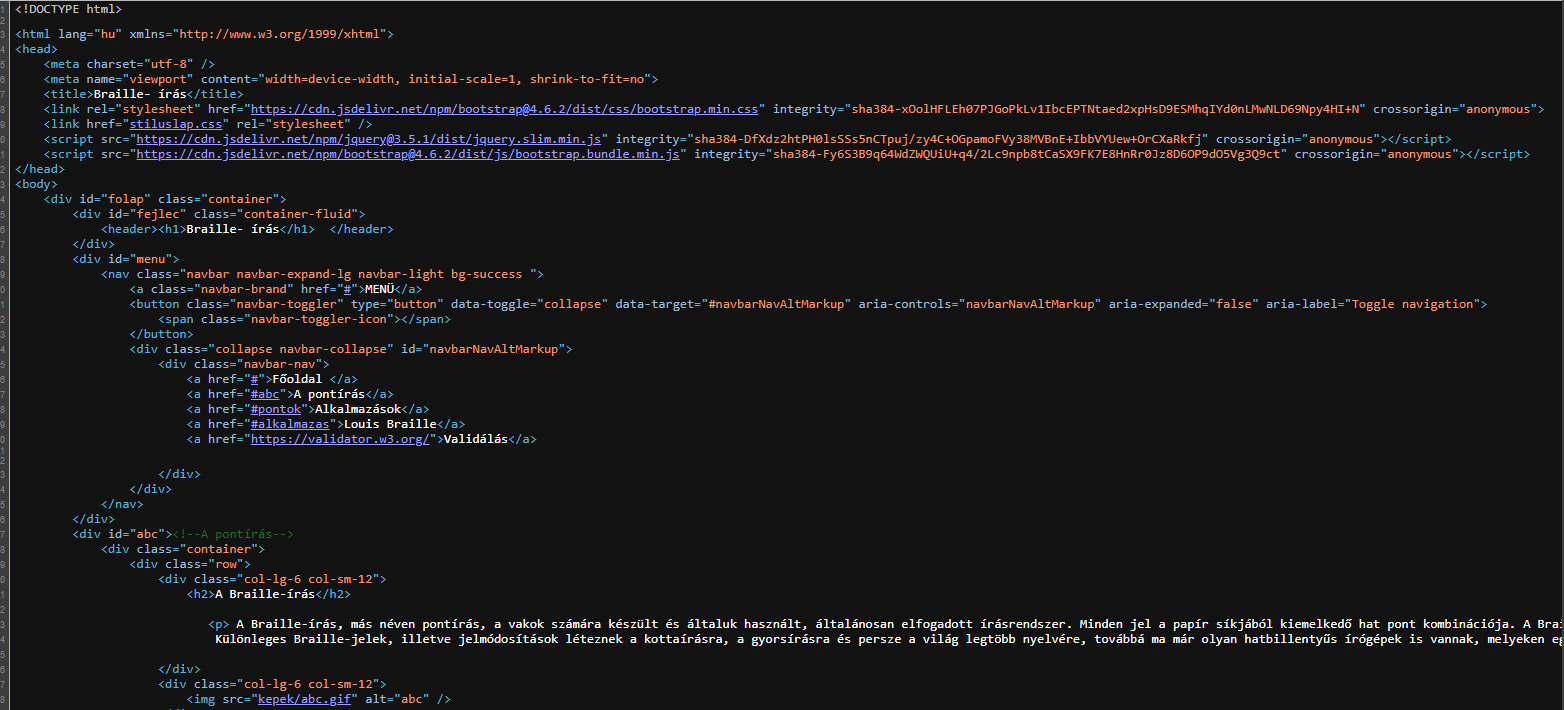 <!DOCTYPE html>
<html lang="hu" xmlns="http://www.w3.org/1999/xhtml">
<head>
<meta charset="utf-8" />
<meta name="viewport" content="width=device-width, initial-scale=1, shrink-to-fit=no">
<title>Braille- írás</title>
<link rel="stylesheet" href="https://cdn.jsdelivr.net/npm/bootstrap@4.6.2/dist/css/bootstrap.min.css" integrity="sha384-xOolHFLEh07PJGoPkLv1IbcEPTNtaed2xpHsD9ESMhqIYd0nLMwNLD69Npy4HI+N" crossorigin="anonymous">
<link href="stiluslap.css" rel="stylesheet" />
<script src="https://cdn.jsdelivr.net/npm/jquery@3.5.1/dist/jquery.slim.min.js" integrity="sha384-DfXdz2htPH0lsSSs5nCTpuj/zy4C+OGpamoFVy38MVBnE+IbbVYUew+OrCXaRkfj" crossorigin="anonymous"></script>
<script src="https://cdn.jsdelivr.net/npm/bootstrap@4.6.2/dist/js/bootstrap.bundle.min.js" integrity="sha384-Fy6S3B9q64WdZWQUiU+q4/2Lc9npb8tCaSX9FK7E8HnRr0Jz8D6OP9dO5Vg3Q9ct" crossorigin="anonymous"></script>
</head>
<body>
<div id="folap" class="container">
<div id="fejlec" class="container-fluid">
<header><h1>Braille- írás</h1>  </header>
</div>
<div id="menu">
<nav class="navbar navbar-expand-lg navbar-light bg-success ">
<a class="navbar-brand" href="#">MENÜ</a>
<button class="navbar-toggler" type="button" data-toggle="collapse" data-target="#navbarNavAltMarkup" aria-controls="navbarNavAltMarkup" aria-expanded="false" aria-label="Toggle navigation">
<span class="navbar-toggler-icon"></span>
</button>
<div class="collapse navbar-collapse" id="navbarNavAltMarkup">
<div class="navbar-nav">
<a href="#">Főoldal </a>
<a href="#abc">A pontírás</a>
<a href="#pontok">Alkalmazások</a>
<a href="#alkalmazas">Louis Braille</a>
<a href="https://validator.w3.org/">Validálás</a>
</div>
</div>
</nav>
</div>
<div id="abc"><!--A pontírás-->
<div class="container">
<div class="row">
<div class="col-lg-6 col-sm-12">
<h2>A Braille-írás</h2>
<p> A Braille-írás, más néven pontírás, a vakok számára készült és általuk használt, általánosan elfogadott írásrendszer. Minden jel a papír síkjából kiemelkedő hat pont kombinációja. A
Különleges Braille-jelek, illetve jelmódosítások léteznek a kottaírásra, a gyorsírásra és persze a világ legtöbb nyelvére, továbbá ma már olyan hatbillentyűs írógépek is vannak, melyeken
</div>
<div class="col-lg-6 col-sm-12">
<img src="kepek/abc.gif" alt="abc" />